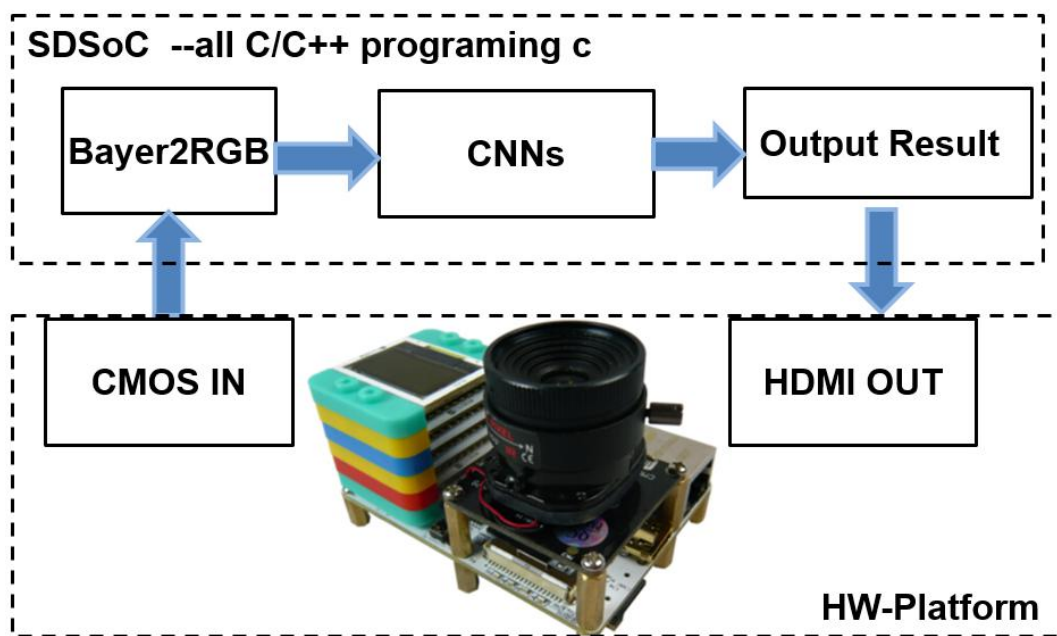 SDSoC --all C/C++ programing c
Bayer2RGB
CNNs
Output Result
CMOS IN
HDMI OUT
HW-Platform